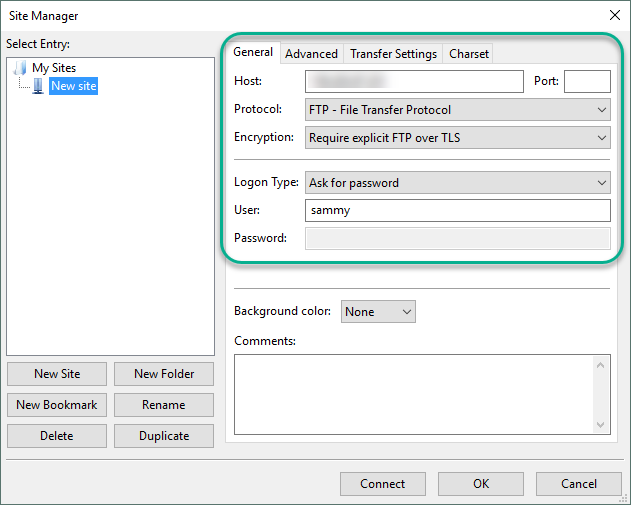 Site Manager
Select Entry:
My Sites
New site
New Site New Folder
New Bookmark Rename
Delete Duplicate
General Advanced Transfer Settings Charset
Host: Port:
Protocol: FTP - File Transfer Protocol
Encryption: Require explicit FTP over TLS
Logon Type: Ask for password
User: sammy
Password:
Background color: None
Comments:
Connect OK Cancel